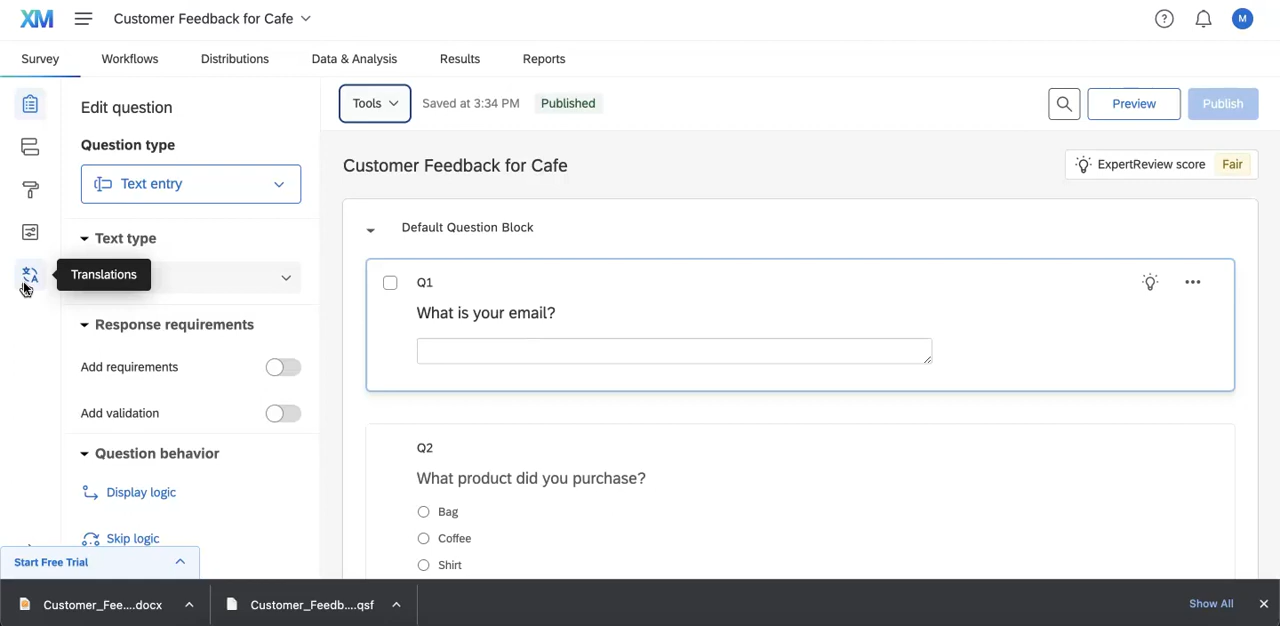 XM
Customer Feedback for Cafe
?
M
Survey
Workflows
Distributions
Data & Analysis
Results
Reports
Edit question
Tools
Saved at 3:34 PM
Published
Preview
Publish
Question type
Text entry
Customer Feedback for Cafe
ExpertReview score
Fair
Text type
Default Question Block
Translations
Q1
What is your email?
Response requirements
Add requirements
Add validation
Question behavior
Q2
What product did you purchase?
Display logic
Bag
Skip logic
Coffee
Start Free Trial
Shirt
Customer_Fee....docx
Customer_Feedb....qsf
Show All